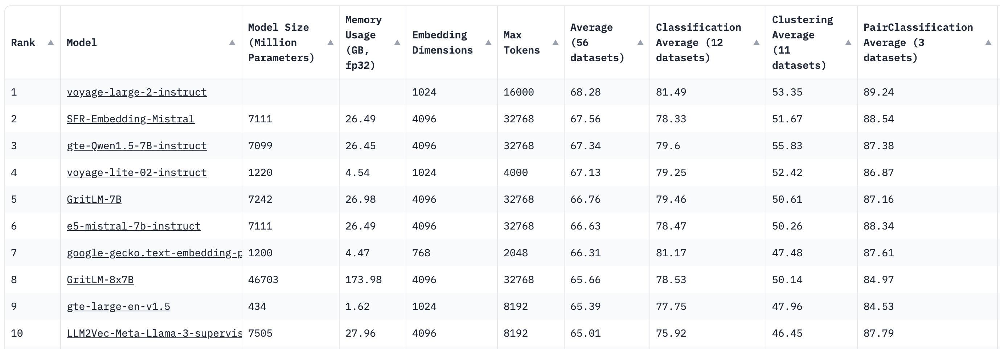 Rank Model Model Size (Million Parameters) Memory Usage (GB, fp32) Embedding Dimensions Max Tokens Average (56 datasets) Classification Average (12 datasets) Clustering Average (11 datasets) PairClassification Average (3 datasets)
1 voyage-large-2-instruct 1024 16000 68.28 81.49 53.35 89.24
2 SFR-Embedding-Mistral 7111 26.49 4096 32768 67.56 78.33 51.67 88.54
3 gte-Qwen1.5-7B-instruct 7099 26.45 4096 32768 67.34 79.6 55.83 87.38
4 voyage-lite-02-instruct 1220 4.54 1024 4000 67.13 79.25 52.42 86.87
5 GritLM-7B 7242 26.98 4096 32768 66.76 79.46 50.61 87.16
6 e5-mistral-7b-instruct 7111 26.49 4096 32768 66.63 78.47 50.26 88.34
7 google-gecko.text-embedding-p 1200 4.47 768 2048 66.31 81.17 47.48 87.61
8 GritLM-8x7B 46703 173.98 4096 32768 65.66 78.53 50.14 84.97
9 gte-large-en-v1.5 434 1.62 1024 8192 65.39 77.75 47.96 84.53
10 LLM2Vec-Meta-Llama-3-supervis 7505 27.96 4096 8192 65.01 75.92 46.45 87.79